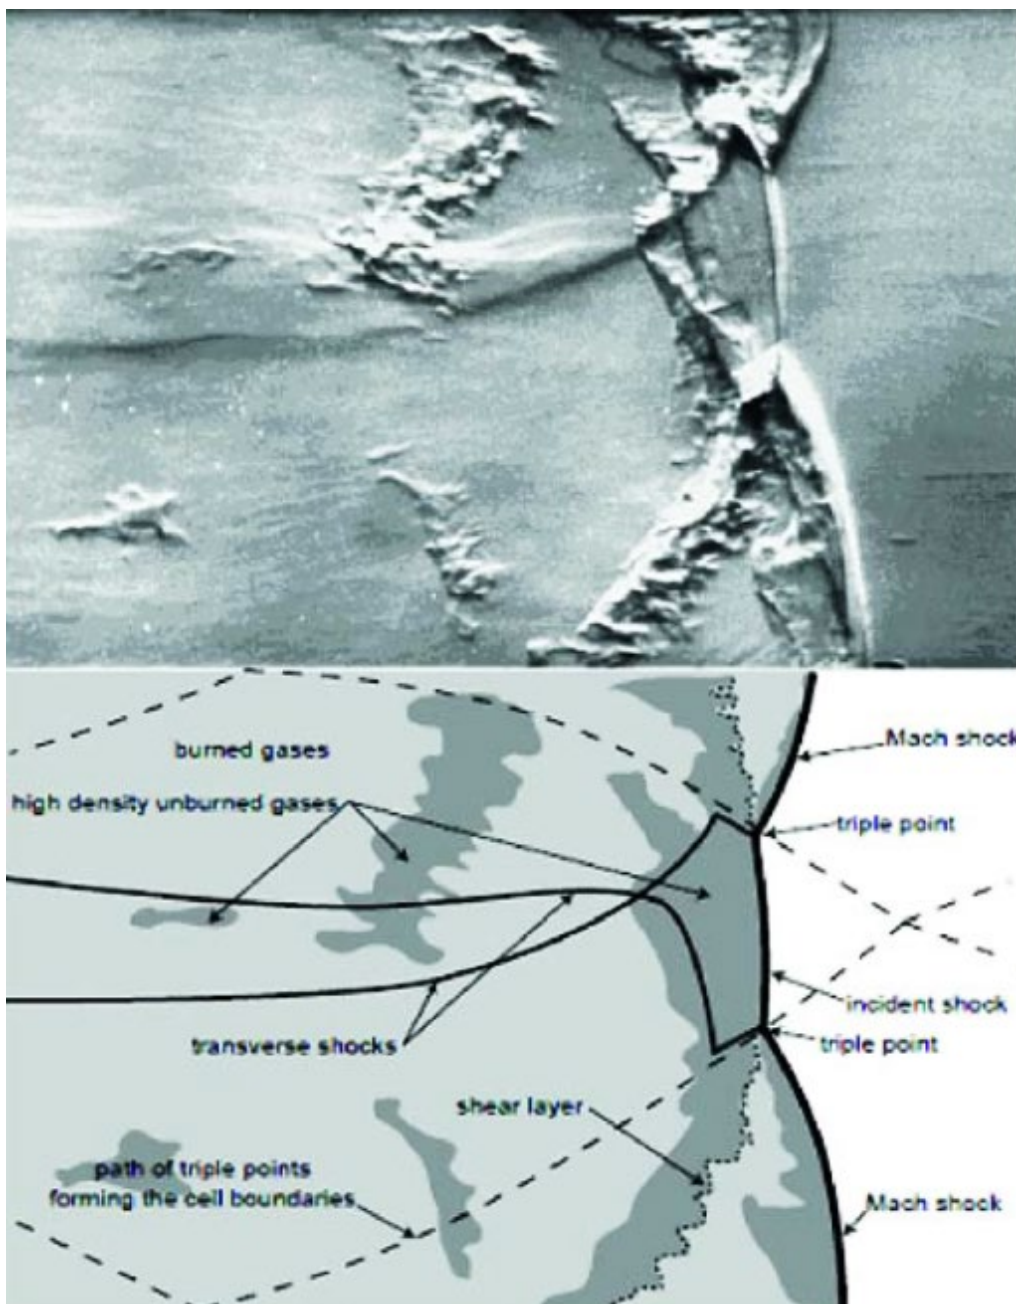 burned gases
Mach shock
high density unburned gases
triple point
incident shock
transverse shocks
triple point
shear layer
path of triple points
forming the cell boundaries
Mach shock